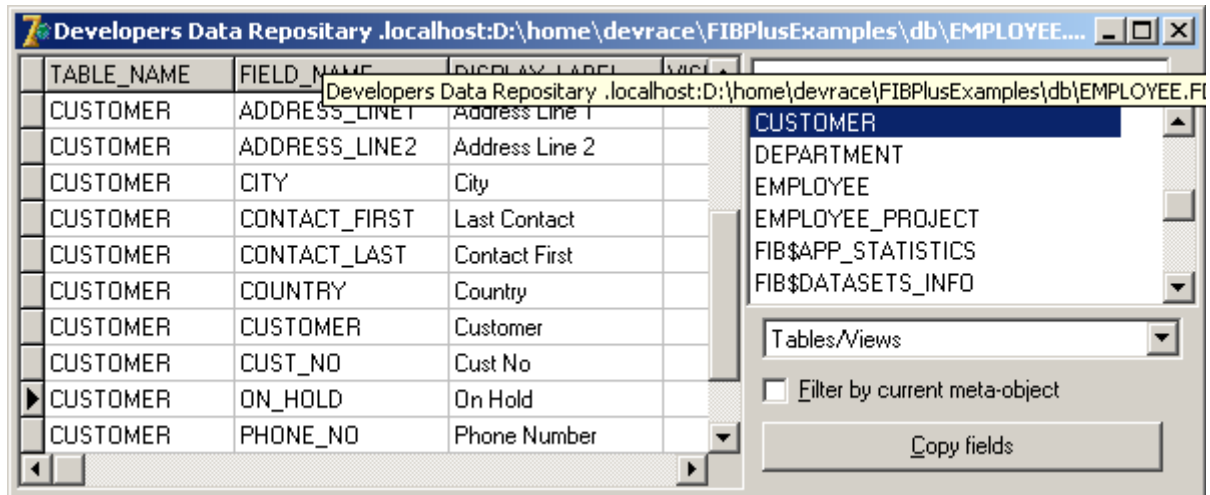 Developers Data Repositary .localhost:D:\home\devrace\FIBPlusExamples\db\EMPLOYEE....
TABLE_NAME FIELD_NAME DISPLAY_LABEL
Developers Data Repositary .localhost:D:\home\devrace\FIBPlusExamples\db\EMPLOYEE.
CUSTOMER ADDRESS_LINE1 Address Line 1
CUSTOMER ADDRESS_LINE2 Address Line 2
CUSTOMER CITY City
CUSTOMER CONTACT_FIRST Last Contact
CUSTOMER CONTACT_LAST Contact First
CUSTOMER COUNTRY Country
CUSTOMER CUSTOMER Customer
CUSTOMER CUST_NO Cust No
CUSTOMER ON_HOLD On Hold
CUSTOMER PHONE_NO Phone Number
CUSTOMER
DEPARTMENT
EMPLOYEE
EMPLOYEE_PROJECT
FIB$APP_STATISTICS
FIB$DATASETS_INFO
Tables/Views
Filter by current meta-object
Copy fields